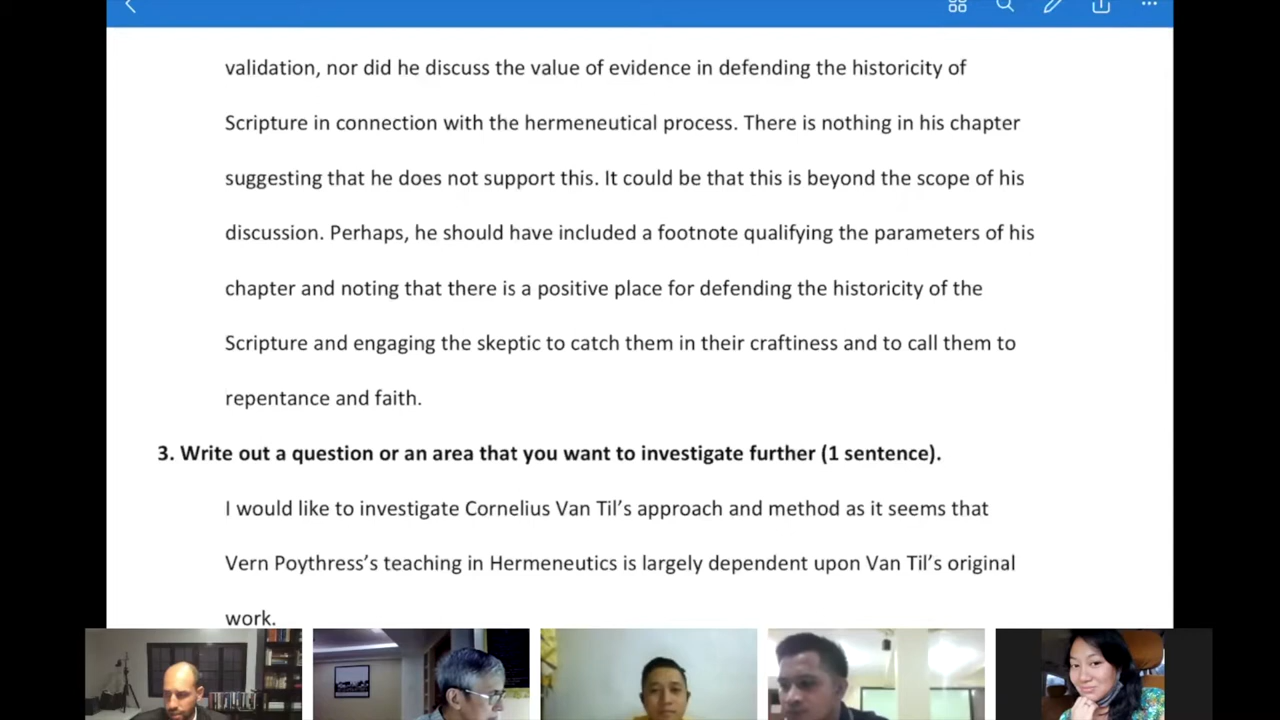 validation, nor did he discuss the value of evidence in defending the historicity of
Scripture in connection with the hermeneutical process. There is nothing in his chapter
suggesting that he does not support this. It could be that this is beyond the scope of his
discussion. Perhaps, he should have included a footnote qualifying the parameters of his
chapter and noting that there is a positive place for defending the historicity of the
Scripture and engaging the skeptic to catch them in their craftiness and to call them to
repentance and faith.
3. Write out a question or an area that you want to investigate further (1 sentence).
I would like to investigate Cornelius Van Til’s approach and method as it seems that
Vern Poythress’s teaching in Hermeneutics is largely dependent upon Van Til’s original
work.